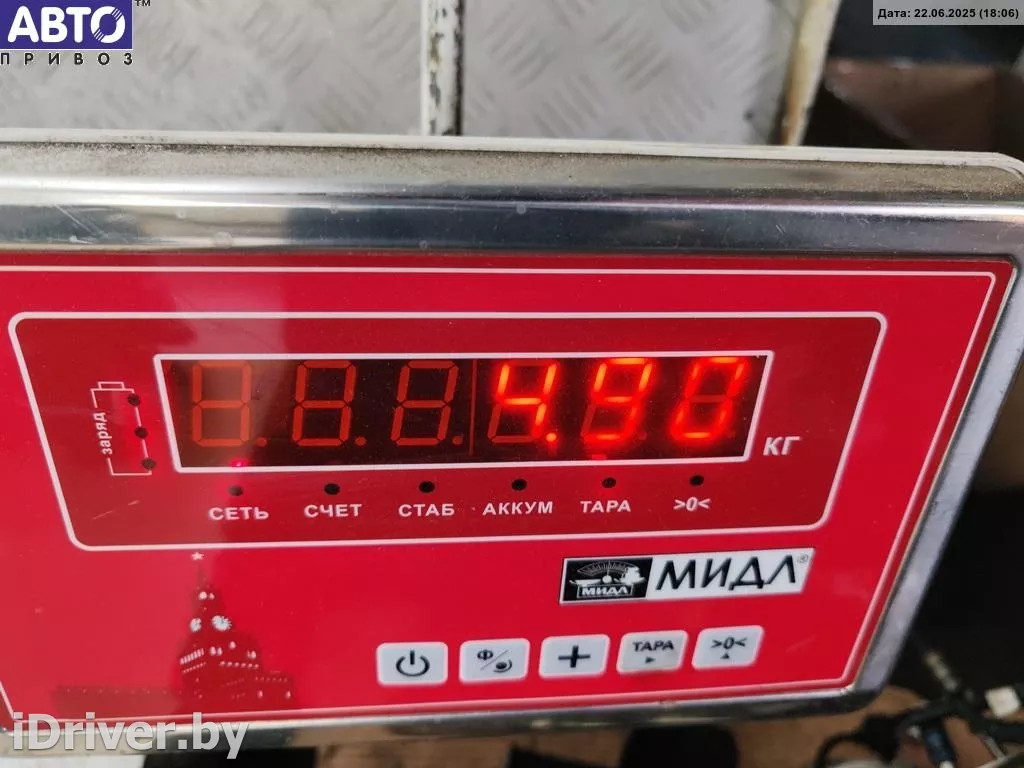 АВТО™
ПРИВОЗ
Дата: 22.06.2025 (18:06)
заряд
4.90
КГ
СЕТЬ СЧЕТ СТАБ АККУМ ТАРА >0<
МИДЛ МИДЛ®
Ф/ + ТАРА >0<
iDriver.by